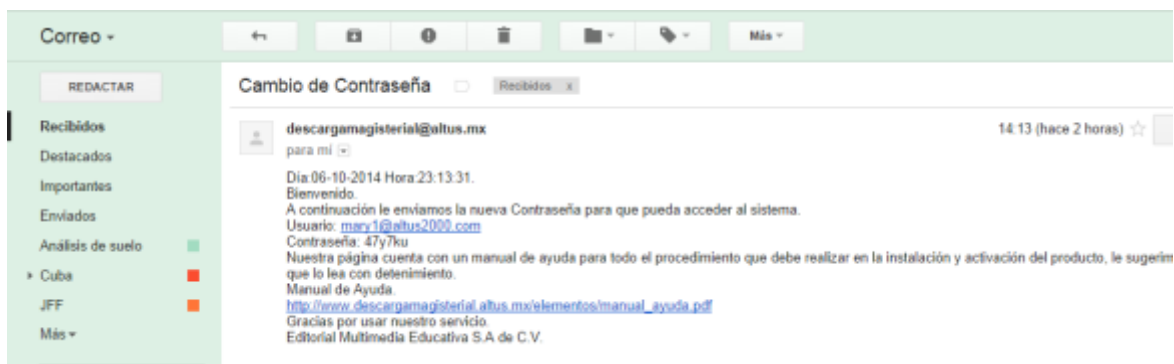 Correo
Más
REDACTAR
Cambio de Contraseña
Recibidos x
Recibidos
descargamagisterial@altus.mx
14:13 (hace 2 horas)
para mí
Destacados
Día:06-10-2014 Hora:23:13:31.
Importantes
Bienvenido.
A continuación le enviamos la nueva Contraseña para que pueda acceder al sistema.
Enviados
Usuario: mary1@altus2000.com
Contraseña: 47y7ku
Análisis de suelo
Nuestra página cuenta con un manual de ayuda para todo el procedimiento que debe realizar en la instalación y activación del producto, le sugerim
que lo lea con detenimiento.
Cuba
Manual de Ayuda.
http://www.descargamagisterial.altus.mx/elementos/manual_ayuda.pdf
JFF
Gracias por usar nuestro servicio.
Más
Editorial Multimedia Educativa S.A de C.V.